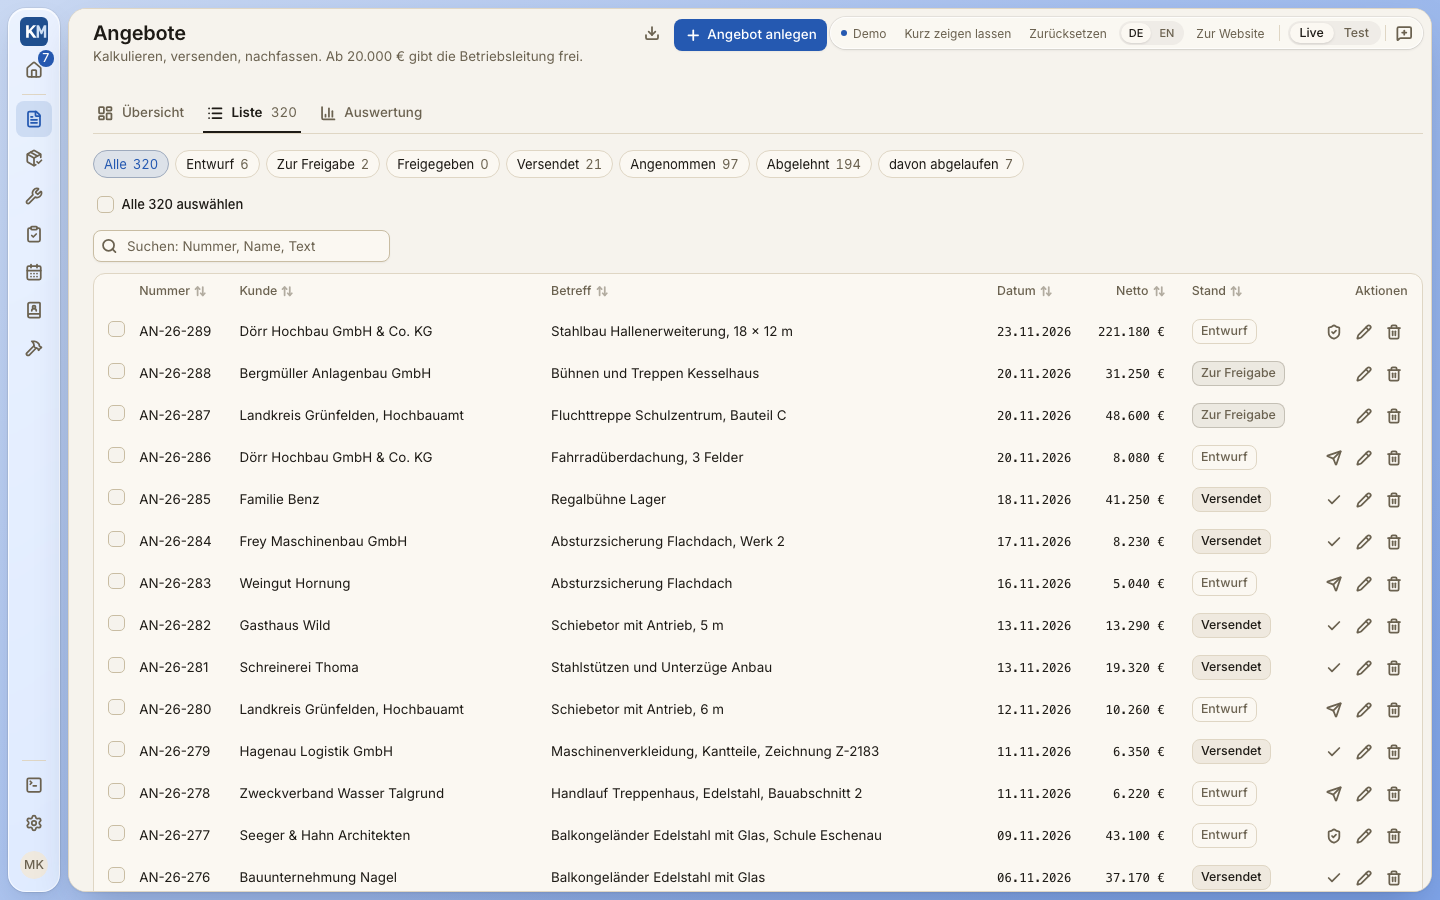 KM
7
Angebote
Kalkulieren, versenden, nachfassen. Ab 20.000 € gibt die Betriebsleitung frei.
Angebot anlegen
Demo Kurz zeigen lassen Zurücksetzen DE EN Zur Website Live Test
Übersicht Liste 320 Auswertung
Alle 320 Entwurf 6 Zur Freigabe 2 Freigegeben 0 Versendet 21 Angenommen 97 Abgelehnt 194 davon abgelaufen 7
Alle 320 auswählen
Suchen: Nummer, Name, Text
Nummer Kunde Betreff Datum Netto Stand Aktionen
AN-26-289 Dörr Hochbau GmbH & Co. KG Stahlbau Hallenerweiterung, 18 × 12 m 23.11.2026 221.180 € Entwurf
AN-26-288 Bergmüller Anlagenbau GmbH Bühnen und Treppen Kesselhaus 20.11.2026 31.250 € Zur Freigabe
AN-26-287 Landkreis Grünfelden, Hochbauamt Fluchttreppe Schulzentrum, Bauteil C 20.11.2026 48.600 € Zur Freigabe
AN-26-286 Dörr Hochbau GmbH & Co. KG Fahrradüberdachung, 3 Felder 20.11.2026 8.080 € Entwurf
AN-26-285 Familie Benz Regalbühne Lager 18.11.2026 41.250 € Versendet
AN-26-284 Frey Maschinenbau GmbH Absturzsicherung Flachdach, Werk 2 17.11.2026 8.230 € Versendet
AN-26-283 Weingut Hornung Absturzsicherung Flachdach 16.11.2026 5.040 € Entwurf
AN-26-282 Gasthaus Wild Schiebetor mit Antrieb, 5 m 13.11.2026 13.290 € Versendet
AN-26-281 Schreinerei Thoma Stahlstützen und Unterzüge Anbau 13.11.2026 19.320 € Versendet
AN-26-280 Landkreis Grünfelden, Hochbauamt Schiebetor mit Antrieb, 6 m 12.11.2026 10.260 € Entwurf
AN-26-279 Hagenau Logistik GmbH Maschinenverkleidung, Kantteile, Zeichnung Z-2183 11.11.2026 6.350 € Versendet
AN-26-278 Zweckverband Wasser Talgrund Handlauf Treppenhaus, Edelstahl, Bauabschnitt 2 11.11.2026 6.220 € Entwurf
AN-26-277 Seeger & Hahn Architekten Balkongeländer Edelstahl mit Glas, Schule Eschenau 09.11.2026 43.100 € Entwurf
AN-26-276 Bauunternehmung Nagel Balkongeländer Edelstahl mit Glas 06.11.2026 37.170 € Versendet
MK